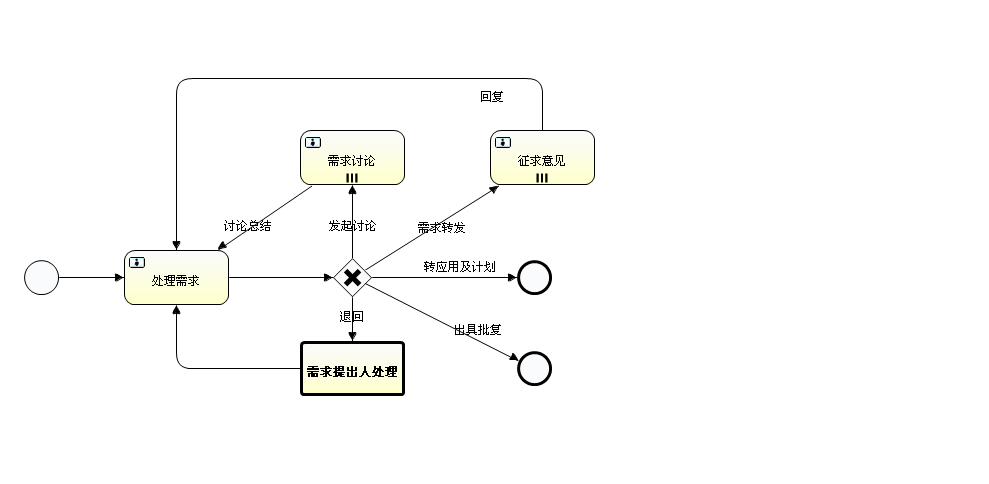 回复
需求讨论
征求意见
讨论总结
发起讨论
需求转发
处理需求
转应用及计划
退回
出具批复
需求提出人处理